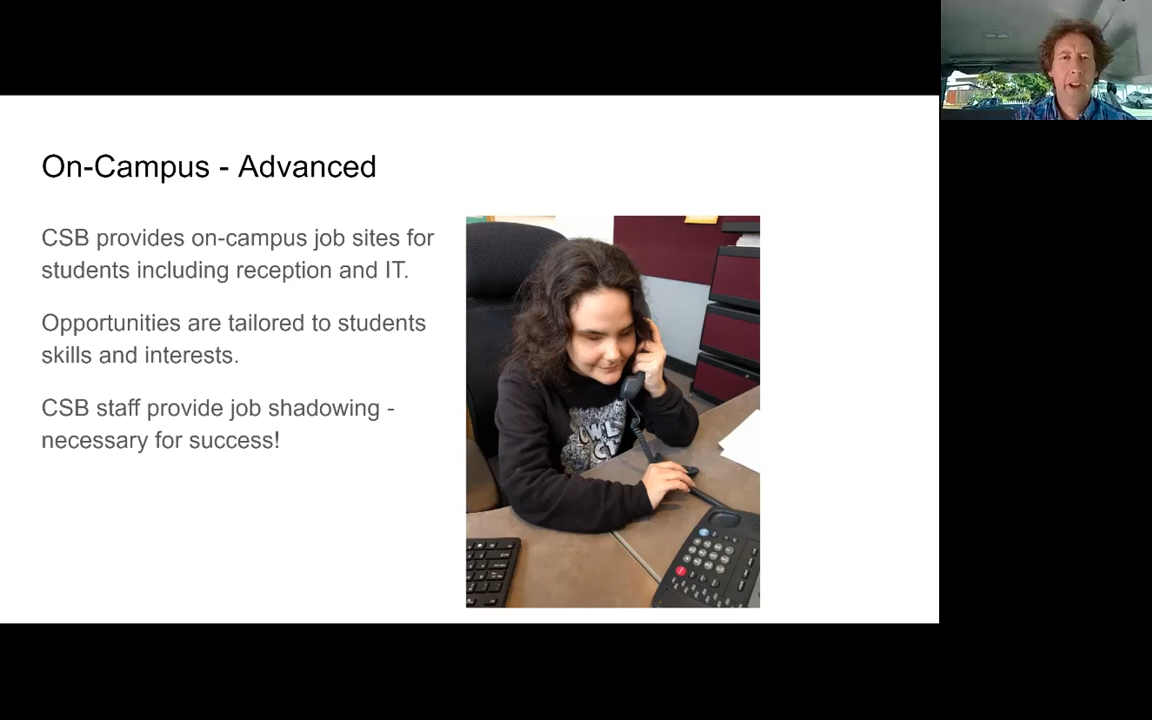 On-Campus - Advanced
CSB provides on-campus job sites for
students including reception and IT.
Opportunities are tailored to students
skills and interests.
CSB staff provide job shadowing -
necessary for success!